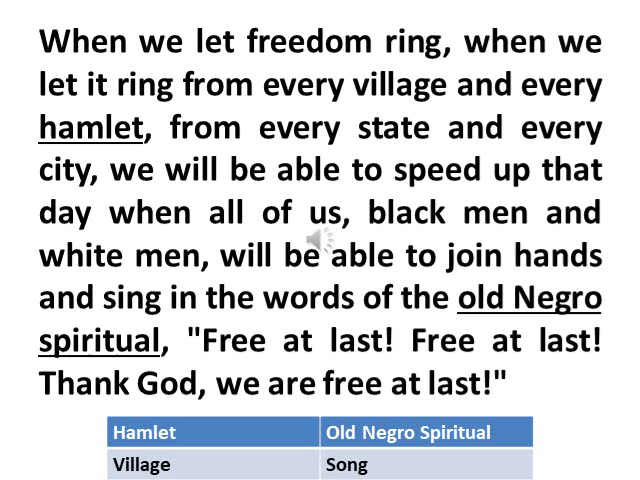 When we let freedom ring, when we
let it ring from every village and every
hamlet, from every state and every
city, we will be able to speed up that
day when all of us, black men and
white men, will be able to join hands
and sing in the words of the old Negro
spiritual, "Free at last! Free at last!
Thank God, we are free at last!"
Hamlet Old Negro Spiritual
Village Song